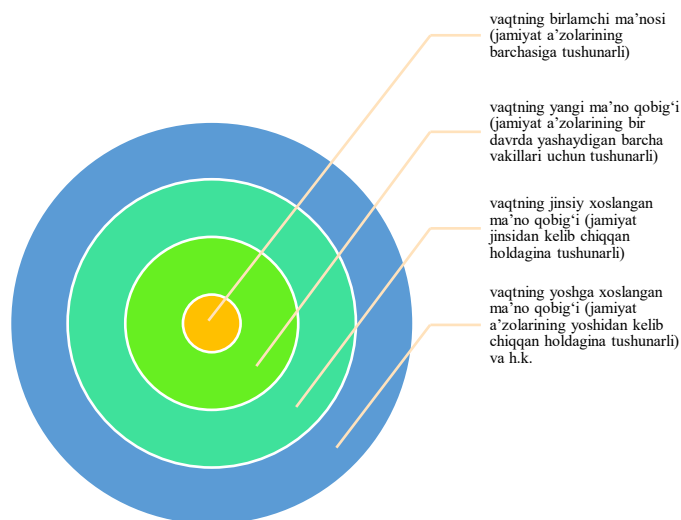 vaqtning birlamchi ma’nosi
(jamiyat a’zolarining
barchasiga tushunarli)
vaqtning yangi ma’no qobig‘i
(jamiyat a’zolarining bir
davrda yashaydigan barcha
vakillari uchun tushunarli)
vaqtning jinsiy xoslangan
ma’no qobig‘i (jamiyat
jinsidan kelib chiqqan
holdagina tushunarli)
vaqtning yoshga xoslangan
ma’no qobig‘i (jamiyat
a’zolarining yoshidan kelib
chiqqan holdagina tushunarli)
va h.k.